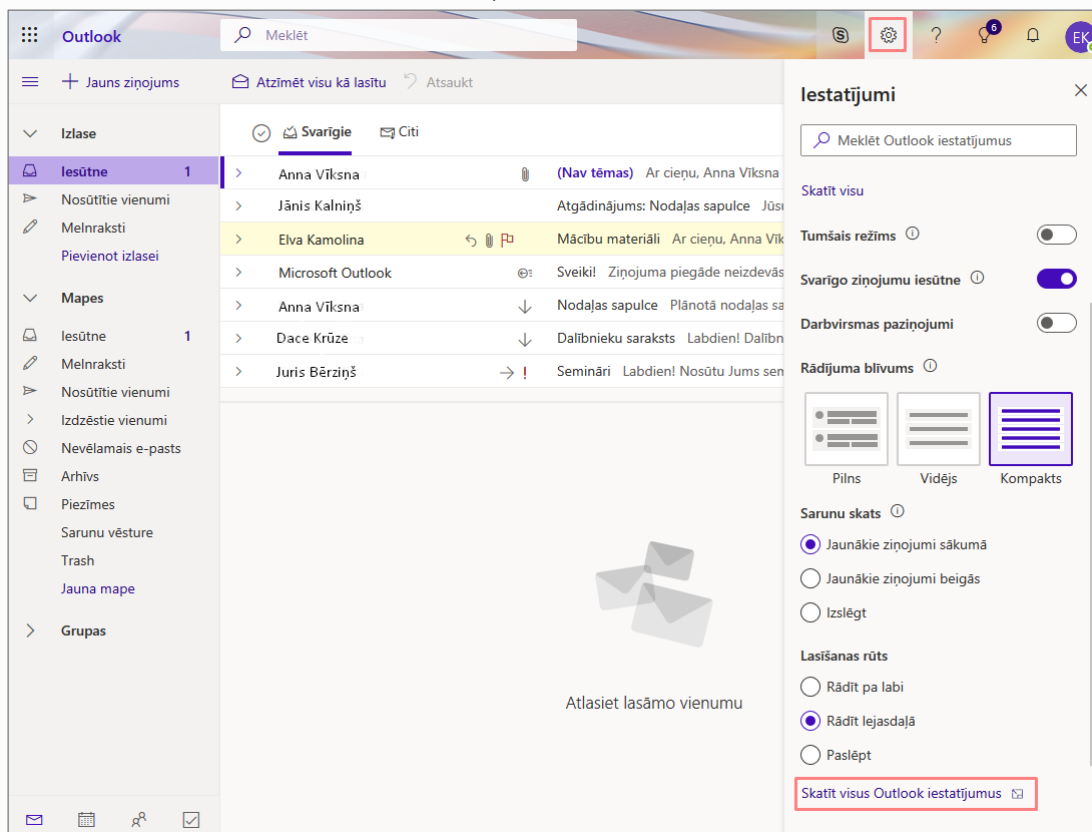 Outlook
Meklēt
6
EK
Jauns ziņojums
Atzīmēt visu kā lasītu
Atsaukt
Izlase
Iesūtne 1
Nosūtītie vienumi
Melnraksti
Pievienot izlasei
Mapes
Iesūtne 1
Melnraksti
Nosūtītie vienumi
Izdzēstie vienumi
Nevēlamais e-pasts
Arhīvs
Piezīmes
Sarunu vēsture
Trash
Jauna mape
Grupas
Svarīgie Citi
Anna Vīksna (Nav tēmas) Ar cieņu, Anna Vīksna
Jānis Kalniņš Atgādinājums: Nodaļas sapulce Jūsu
Elva Kamolina Mācību materiāli Ar cieņu, Anna Vīk
Microsoft Outlook Sveiki! Ziņojuma piegāde neizdevās
Anna Vīksna Nodaļas sapulce Plānotā nodaļas sa
Dace Krūze Dalībnieku saraksts Labdien! Dalībn
Juris Bērziņš Semināri Labdien! Nosūtu Jums sem
Atlasiet lasāmo vienumu
Iestatījumi
Meklēt Outlook iestatījumus
Skatīt visu
Tumšais režīms
Svarīgo ziņojumu iesūtne
Darbvirsmas paziņojumi
Rādījuma blīvums
Pilns Vidējs Kompakts
Sarunu skats
Jaunākie ziņojumi sākumā
Jaunākie ziņojumi beigās
Izslēgt
Lasīšanas rūts
Rādīt pa labi
Rādīt lejasdaļā
Paslēpt
Skatīt visus Outlook iestatījumus